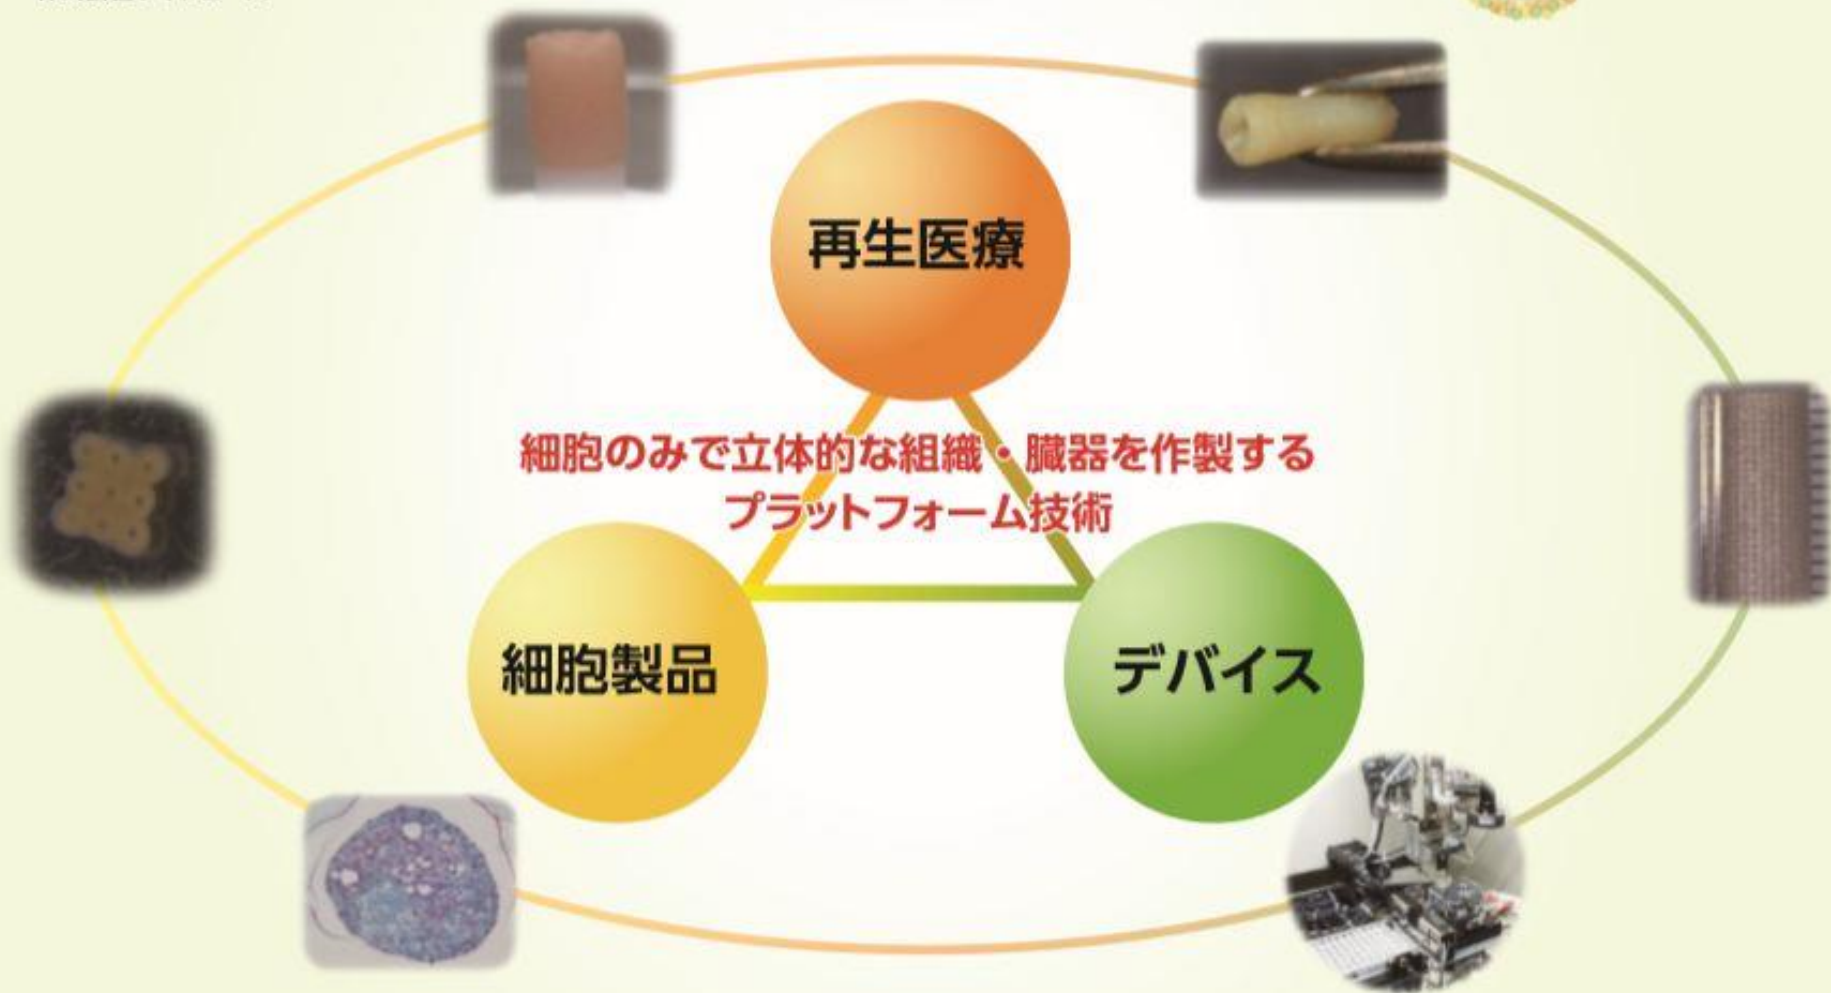 再生医療
細胞のみで立体的な組織・臓器を作製する
プラットフォーム技術
細胞製品
デバイス